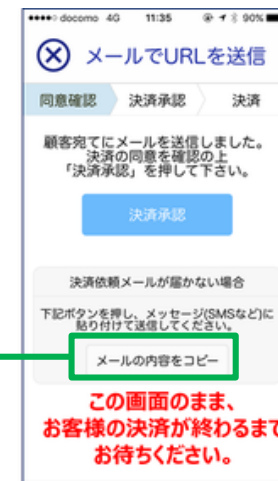 docomo 4G 11:35 90%
メールでURLを送信
同意確認 決済承認 決済
顧客宛てにメールを送信しました。
決済の同意を確認の上
「決済承認」を押して下さい。
決済承認
決済依頼メールが届かない場合
下記ボタンを押し、メッセージ(SMSなど)に
貼り付けて送信してください。
メールの内容をコピー
この画面のまま、
お客様の決済が終わるまで
お待ちください。